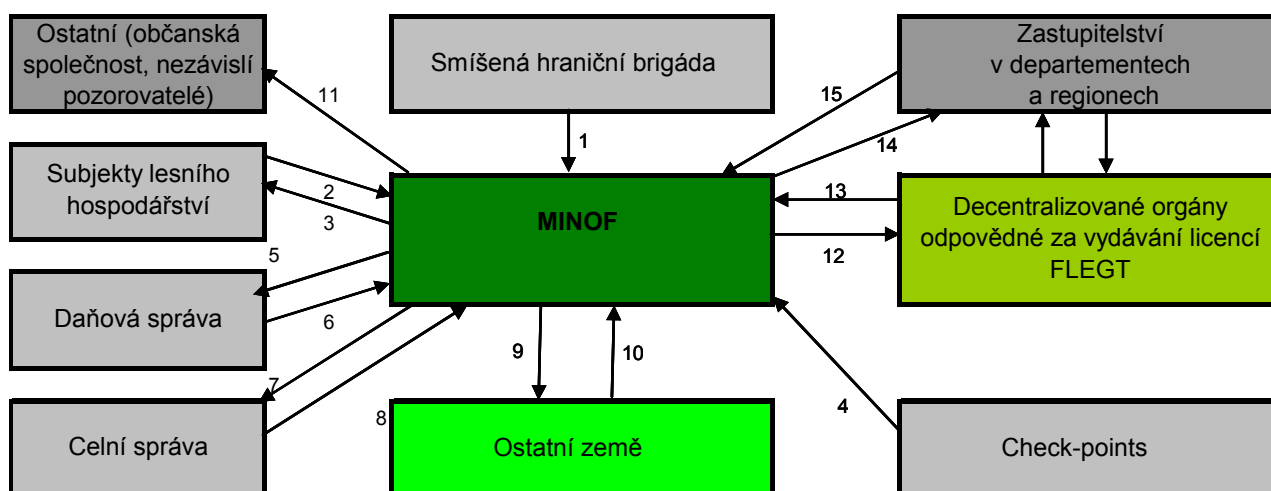 Ostatní (občanská
společnost, nezávislí
pozorovatelé)
Smíšená hraniční brigáda
Zastupitelství
v departementech
a regionech
11
1
15
14
Subjekty lesního
hospodářství
2
3
MINOF
13
12
Decentralizované orgány
odpovědné za vydávání licencí
FLEGT
5
Daňová správa
6
7
8
9
10
4
Celní správa
Ostatní země
Check-points